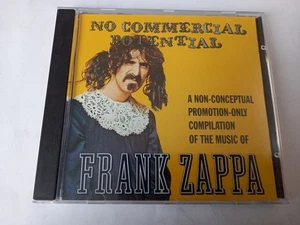 NO COMMERCIAL
POTENTIAL
A NON-CONCEPTUAL
PROMOTION-ONLY
COMPILATION
OF THE MUSIC OF
FRANK ZAPPA